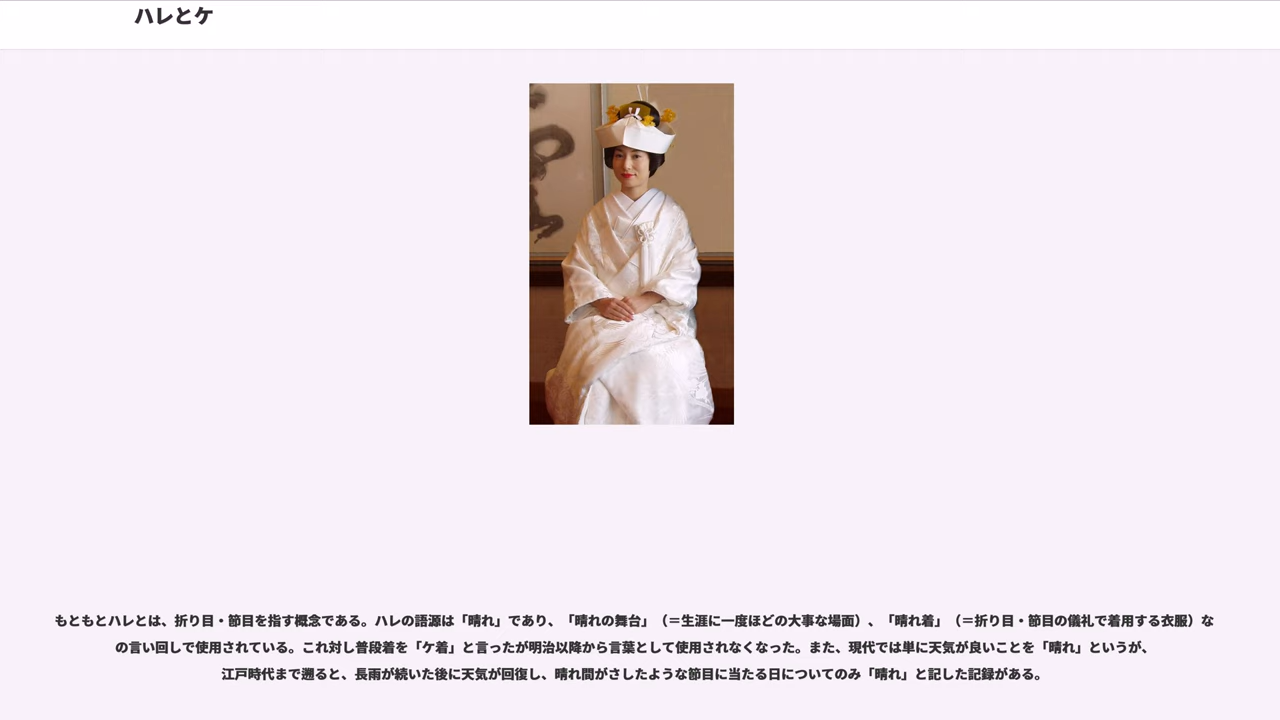 ハレとケ
もともとハレとは、折り目・節目を指す概念である。ハレの語源は「晴れ」であり、「晴れの舞台」（＝生涯に一度ほどの大事な場面）、「晴れ着」（＝折り目・節目の儀礼で着用する衣服）な
の言い回しで使用されている。これ対し普段着を「ケ着」と言ったが明治以降から言葉として使用されなくなった。また、現代では単に天気が良いことを「晴れ」というが、
江戸時代まで遡ると、長雨が続いた後に天気が回復し、晴れ間がさしたような節目に当たる日についてのみ「晴れ」と記した記録がある。